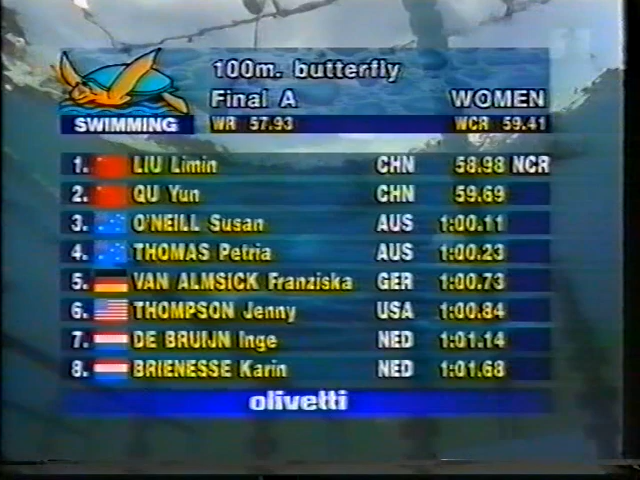 100m. butterfly
Final A WOMEN
SWIMMING WR 57.93 WCR 59.41
1. LIU Limin CHN 58.98 NCR
2. QU Yun CHN 59.69
3. O'NEILL Susan AUS 1:00.11
4. THOMAS Petria AUS 1:00.23
5. VAN ALMSICK Franziska GER 1:00.73
6. THOMPSON Jenny USA 1:00.84
7. DE BRUIJN Inge NED 1:01.14
8. BRIENESSE Karin NED 1:01.68
olivetti